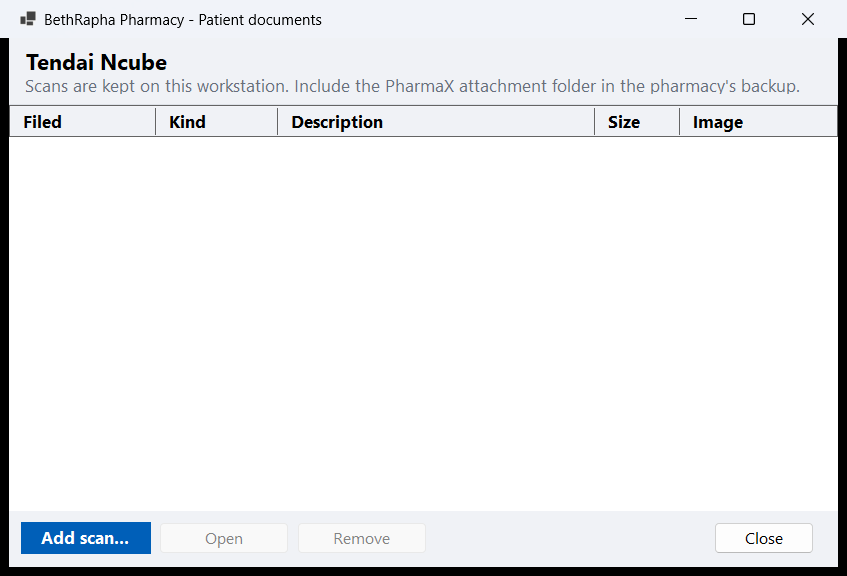 BethRapha Pharmacy - Patient documents
Tendai Ncube
Scans are kept on this workstation. Include the PharmaX attachment folder in the pharmacy's backup.
Filed Kind Description Size Image
Add scan... Open Remove Close